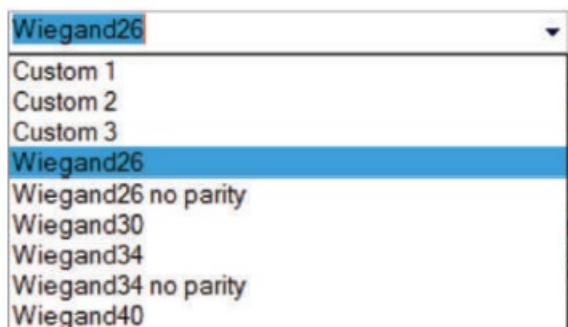 Wiegand26
Custom 1
Custom 2
Custom 3
Wiegand26
Wiegand26 no parity
Wiegand30
Wiegand34
Wiegand34 no parity
Wiegand40